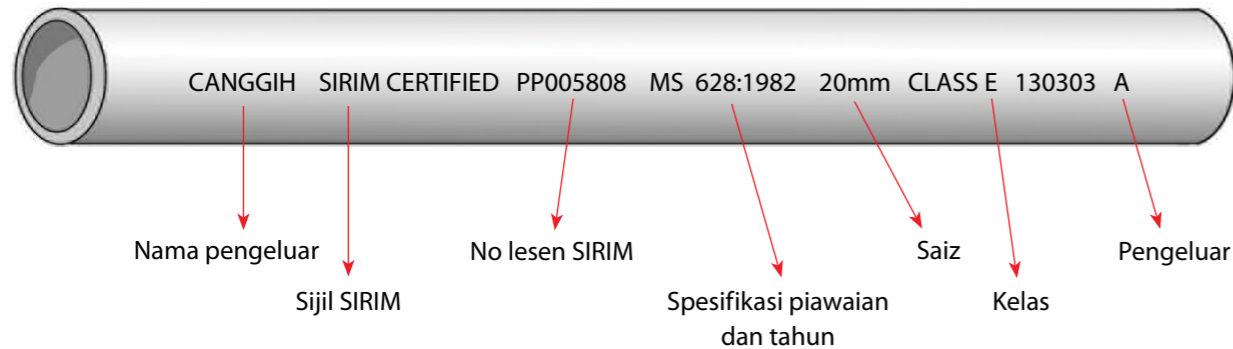 CANGGIH SIRIM CERTIFIED PP005808 MS 628:1982 20mm CLASS E 130303 A
Nama pengeluar
No lesen SIRIM
Saiz
Pengeluar
Sijil SIRIM
Spesifikasi piawaian
dan tahun
Kelas